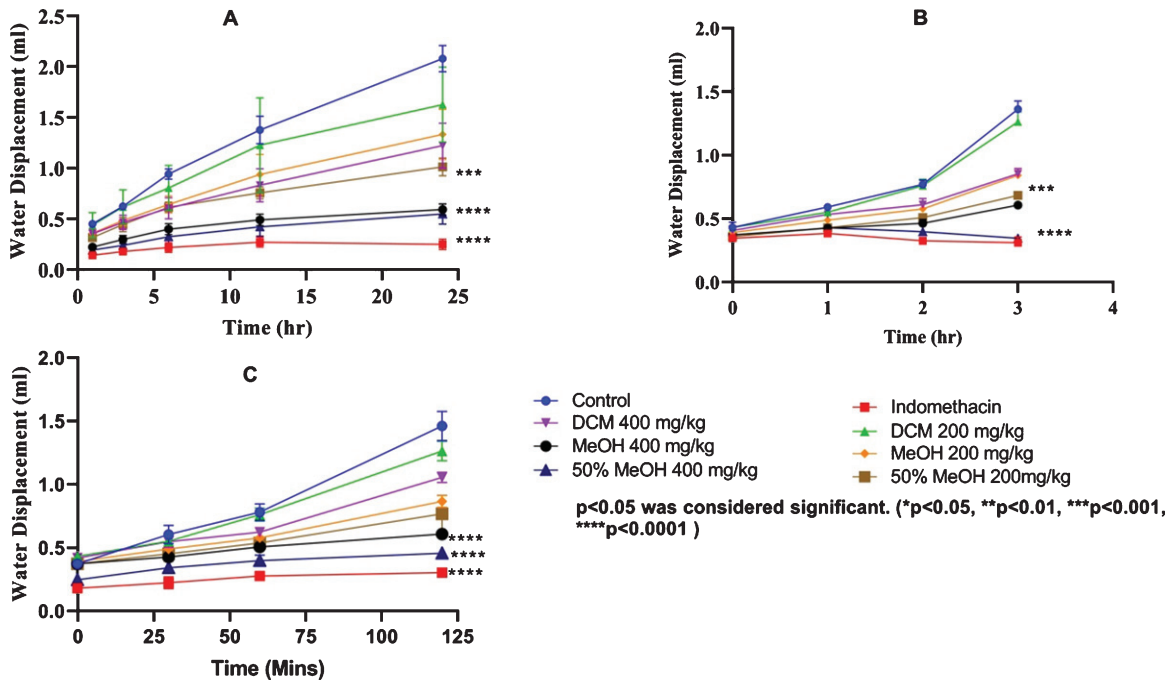 A
Water Displacement (ml)
2.5
2.0
1.5
1.0
0.5
0.0
***
****
****
0 5 10 15 20 25
Time (hr)
B
Water Displacement (ml)
2.0
1.5
1.0
0.5
0.0
***
****
0 1 2 3 4
Time (hr)
C
Water Displacement (ml)
2.0
1.5
1.0
0.5
0.0
****
****
****
0 25 50 75 100 125
Time (Mins)
Control
DCM 400 mg/kg
MeOH 400 mg/kg
50% MeOH 400 mg/kg
Indomethacin
DCM 200 mg/kg
MeOH 200 mg/kg
50% MeOH 200mg/kg
p<0.05 was considered significant. (*p<0.05, **p<0.01, ***p<0.001,
****p<0.0001 )